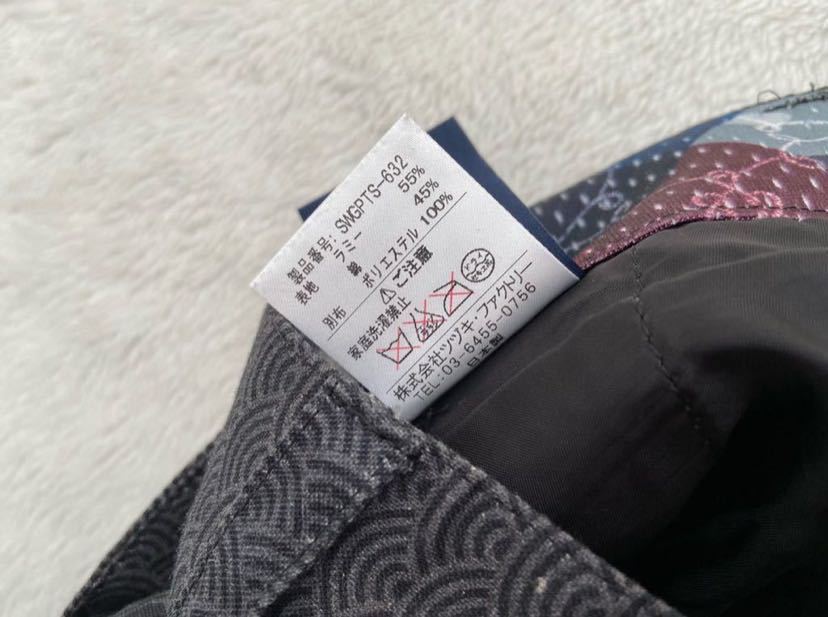 製品番号: SWGPTS-632
表地 ラミー 55%
綿 45%
別布 ポリエステル 100%
⚠ご注意
家庭洗濯禁止
株式会社ツヅキ・ファクトリー
TEL:03-6455-0756
日本製